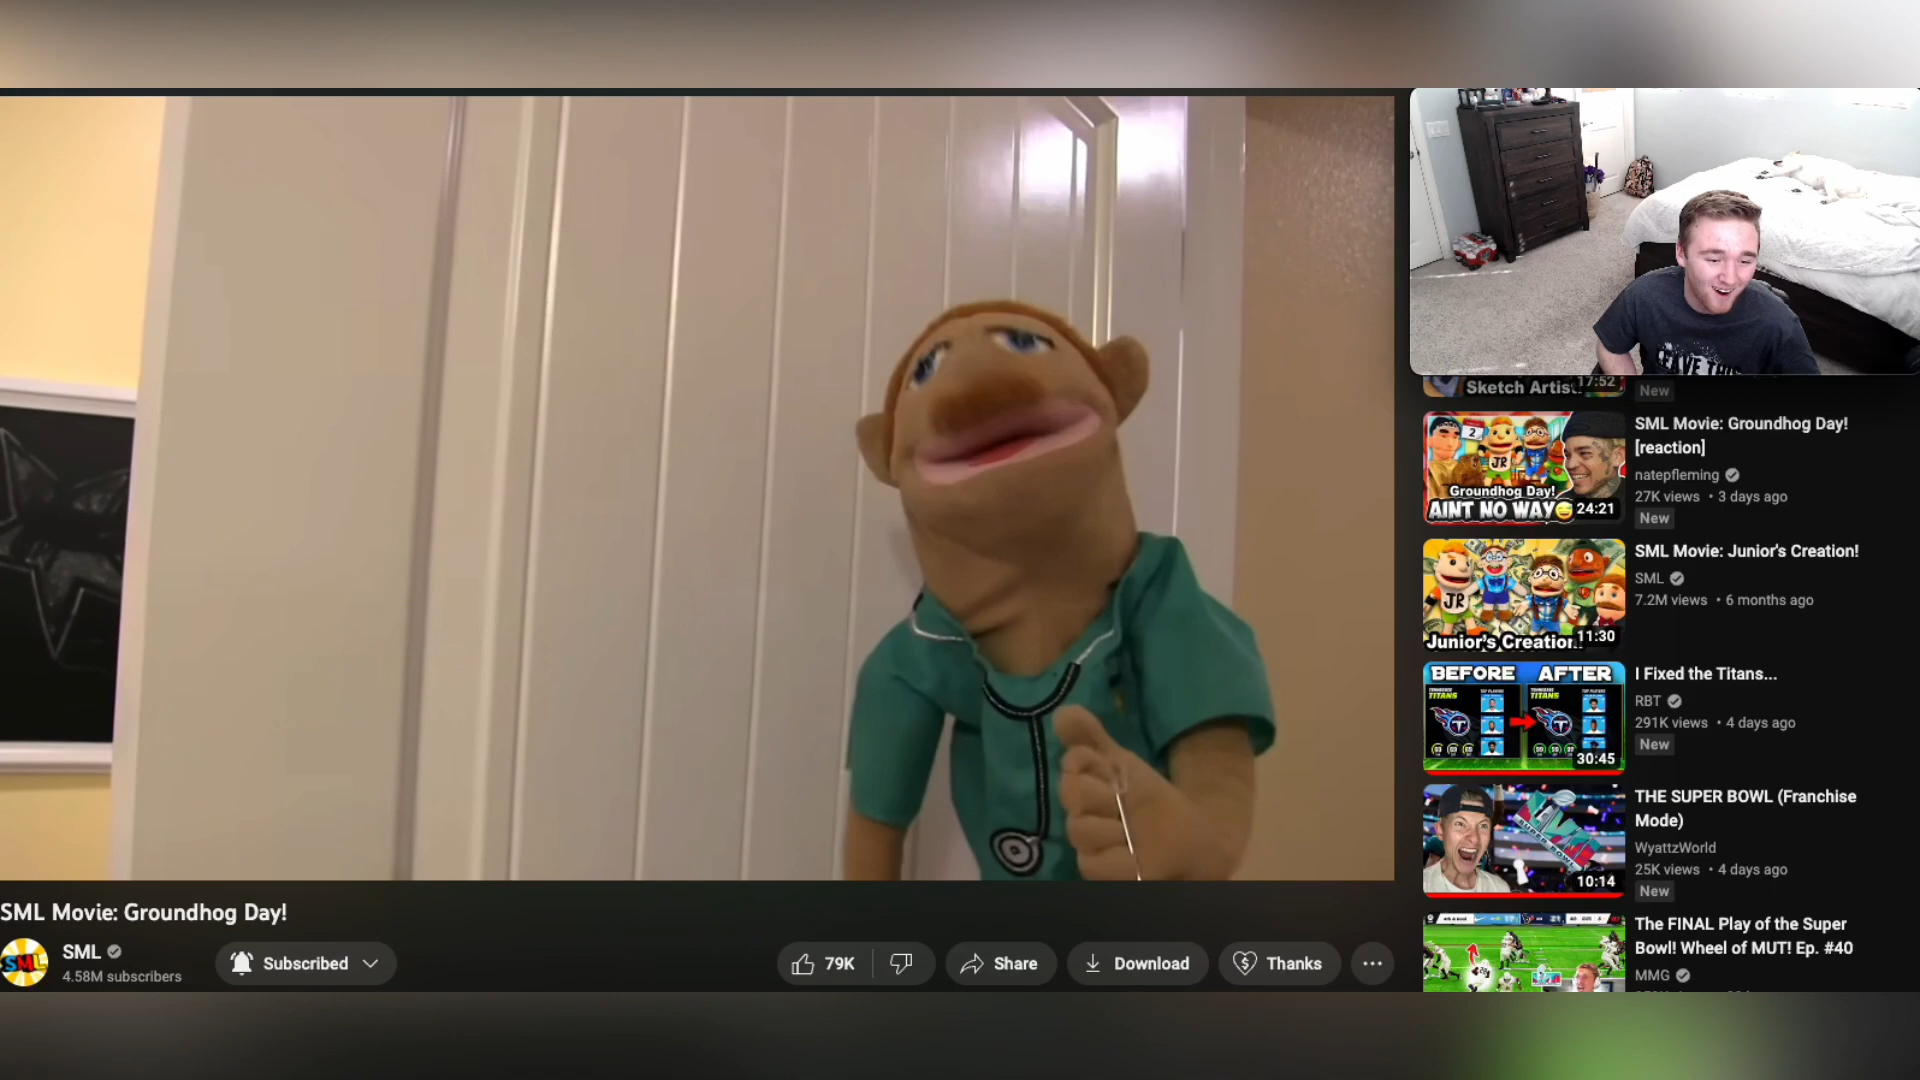 SML Movie: Groundhog Day!
SML
4.58M subscribers
Subscribed
79K
Share
Download
Thanks
Sketch Artist!
17:52
New
JR
Groundhog Day!
AINT NO WAY
24:21
SML Movie: Groundhog Day!
[reaction]
natepfleming
27K views • 3 days ago
New
JR
Junior's Creation!
11:30
SML Movie: Junior's Creation!
SML
7.2M views • 6 months ago
BEFORE AFTER
TITANS
TITANS
30:45
I Fixed the Titans...
RBT
291K views • 4 days ago
New
10:14
THE SUPER BOWL (Franchise
Mode)
WyattzWorld
25K views • 4 days ago
New
The FINAL Play of the Super
Bowl! Wheel of MUT! Ep. #40
MMG